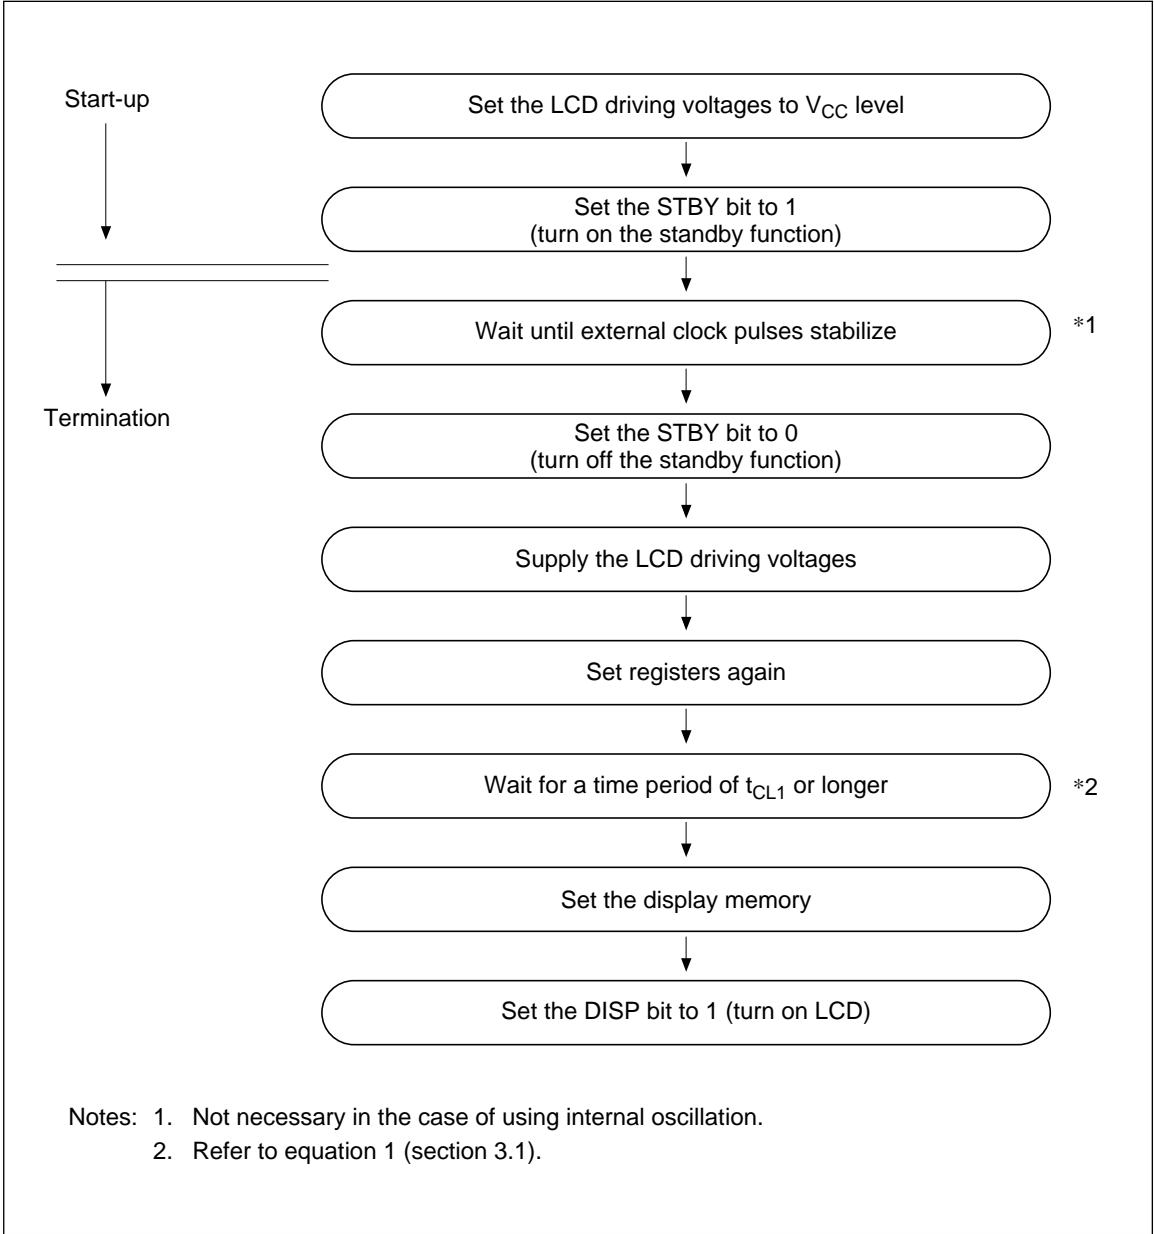 Start-up
Set the LCD driving voltages to VCC level
Set the STBY bit to 1
(turn on the standby function)
Wait until external clock pulses stabilize
*1
Termination
Set the STBY bit to 0
(turn off the standby function)
Supply the LCD driving voltages
Set registers again
Wait for a time period of tCL1 or longer
*2
Set the display memory
Set the DISP bit to 1 (turn on LCD)
Notes: 1. Not necessary in the case of using internal oscillation.
2. Refer to equation 1 (section 3.1).